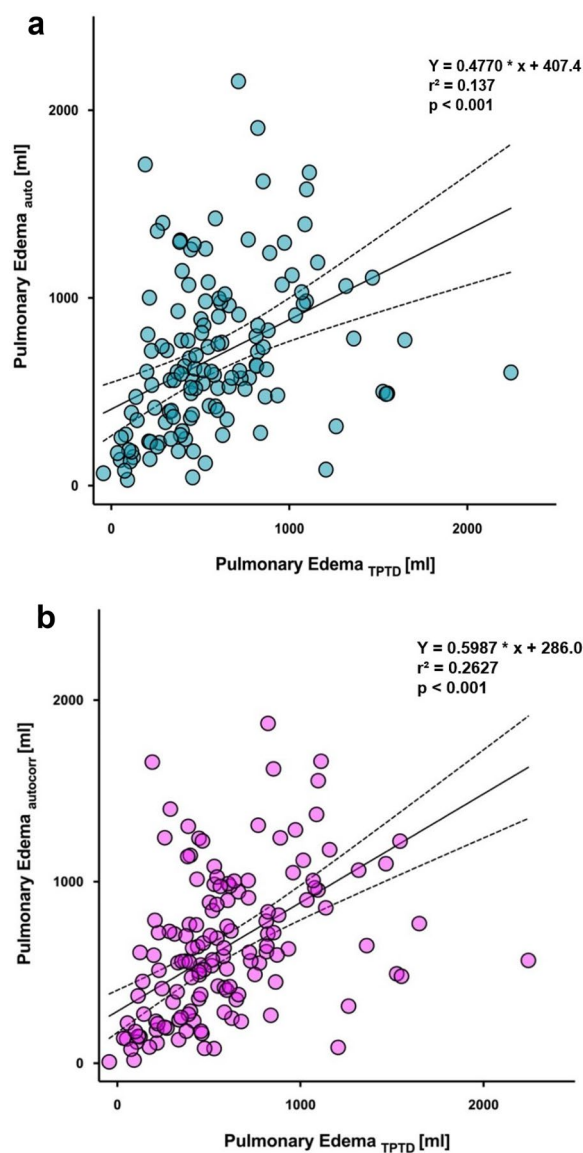 a
Y = 0.4770 * x + 407.4
r² = 0.137
p < 0.001
2000
1000
0
Pulmonary Edema auto [ml]
0 1000 2000
Pulmonary Edema TPTD [ml]
b
Y = 0.5987 * x + 286.0
r² = 0.2627
p < 0.001
2000
1000
0
Pulmonary Edema autocorr [ml]
0 1000 2000
Pulmonary Edema TPTD [ml]